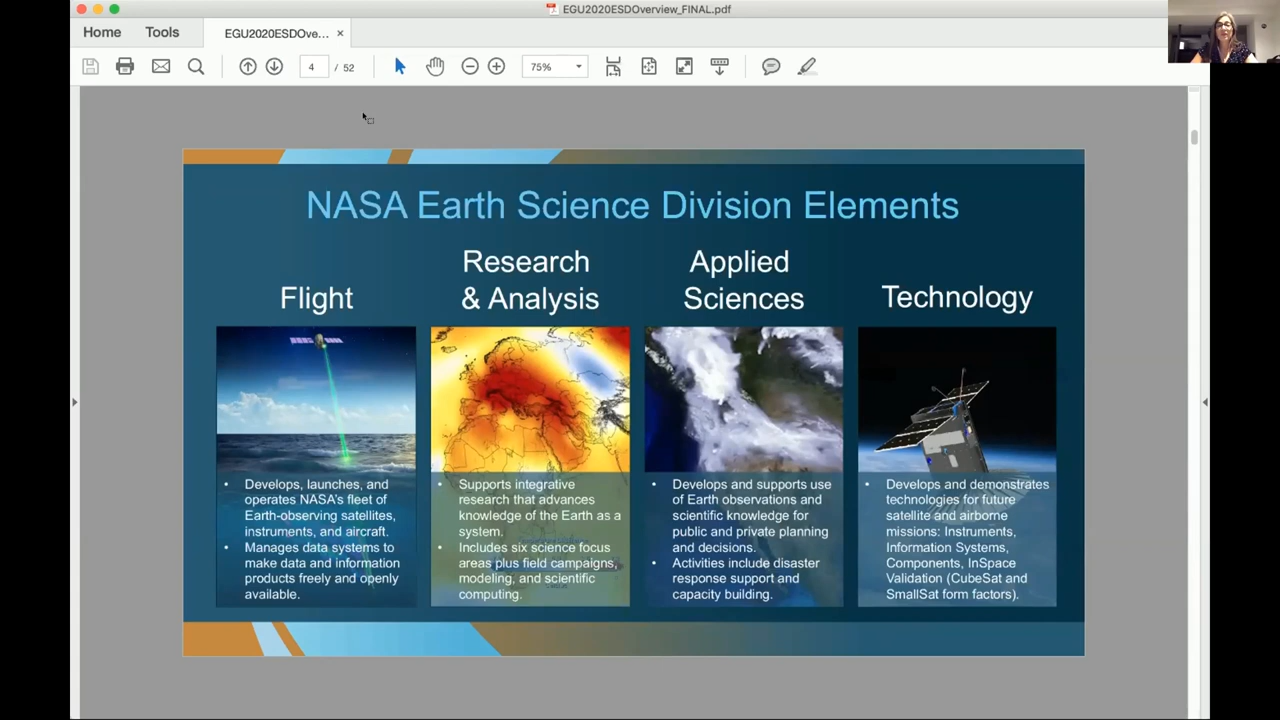 EGU2020ESDOverview_FINAL.pdf
Home
Tools
EGU2020ESDOve...
4
/ 52
75%
NASA Earth Science Division Elements
Flight
Research
& Analysis
Applied
Sciences
Technology
• Develops, launches, and
operates NASA's fleet of
Earth-observing satellites,
instruments, and aircraft.
• Manages data systems to
make data and information
products freely and openly
available.
• Supports integrative
research that advances
knowledge of the Earth as a
system.
• Includes six science focus
areas plus field campaigns,
modeling, and scientific
computing.
• Develops and supports use
of Earth observations and
scientific knowledge for
public and private planning
and decisions.
• Activities include disaster
response support and
capacity building.
• Develops and demonstrates
technologies for future
satellite and airborne
missions: Instruments,
Information Systems,
Components, InSpace
Validation (CubeSat and
SmallSat form factors).